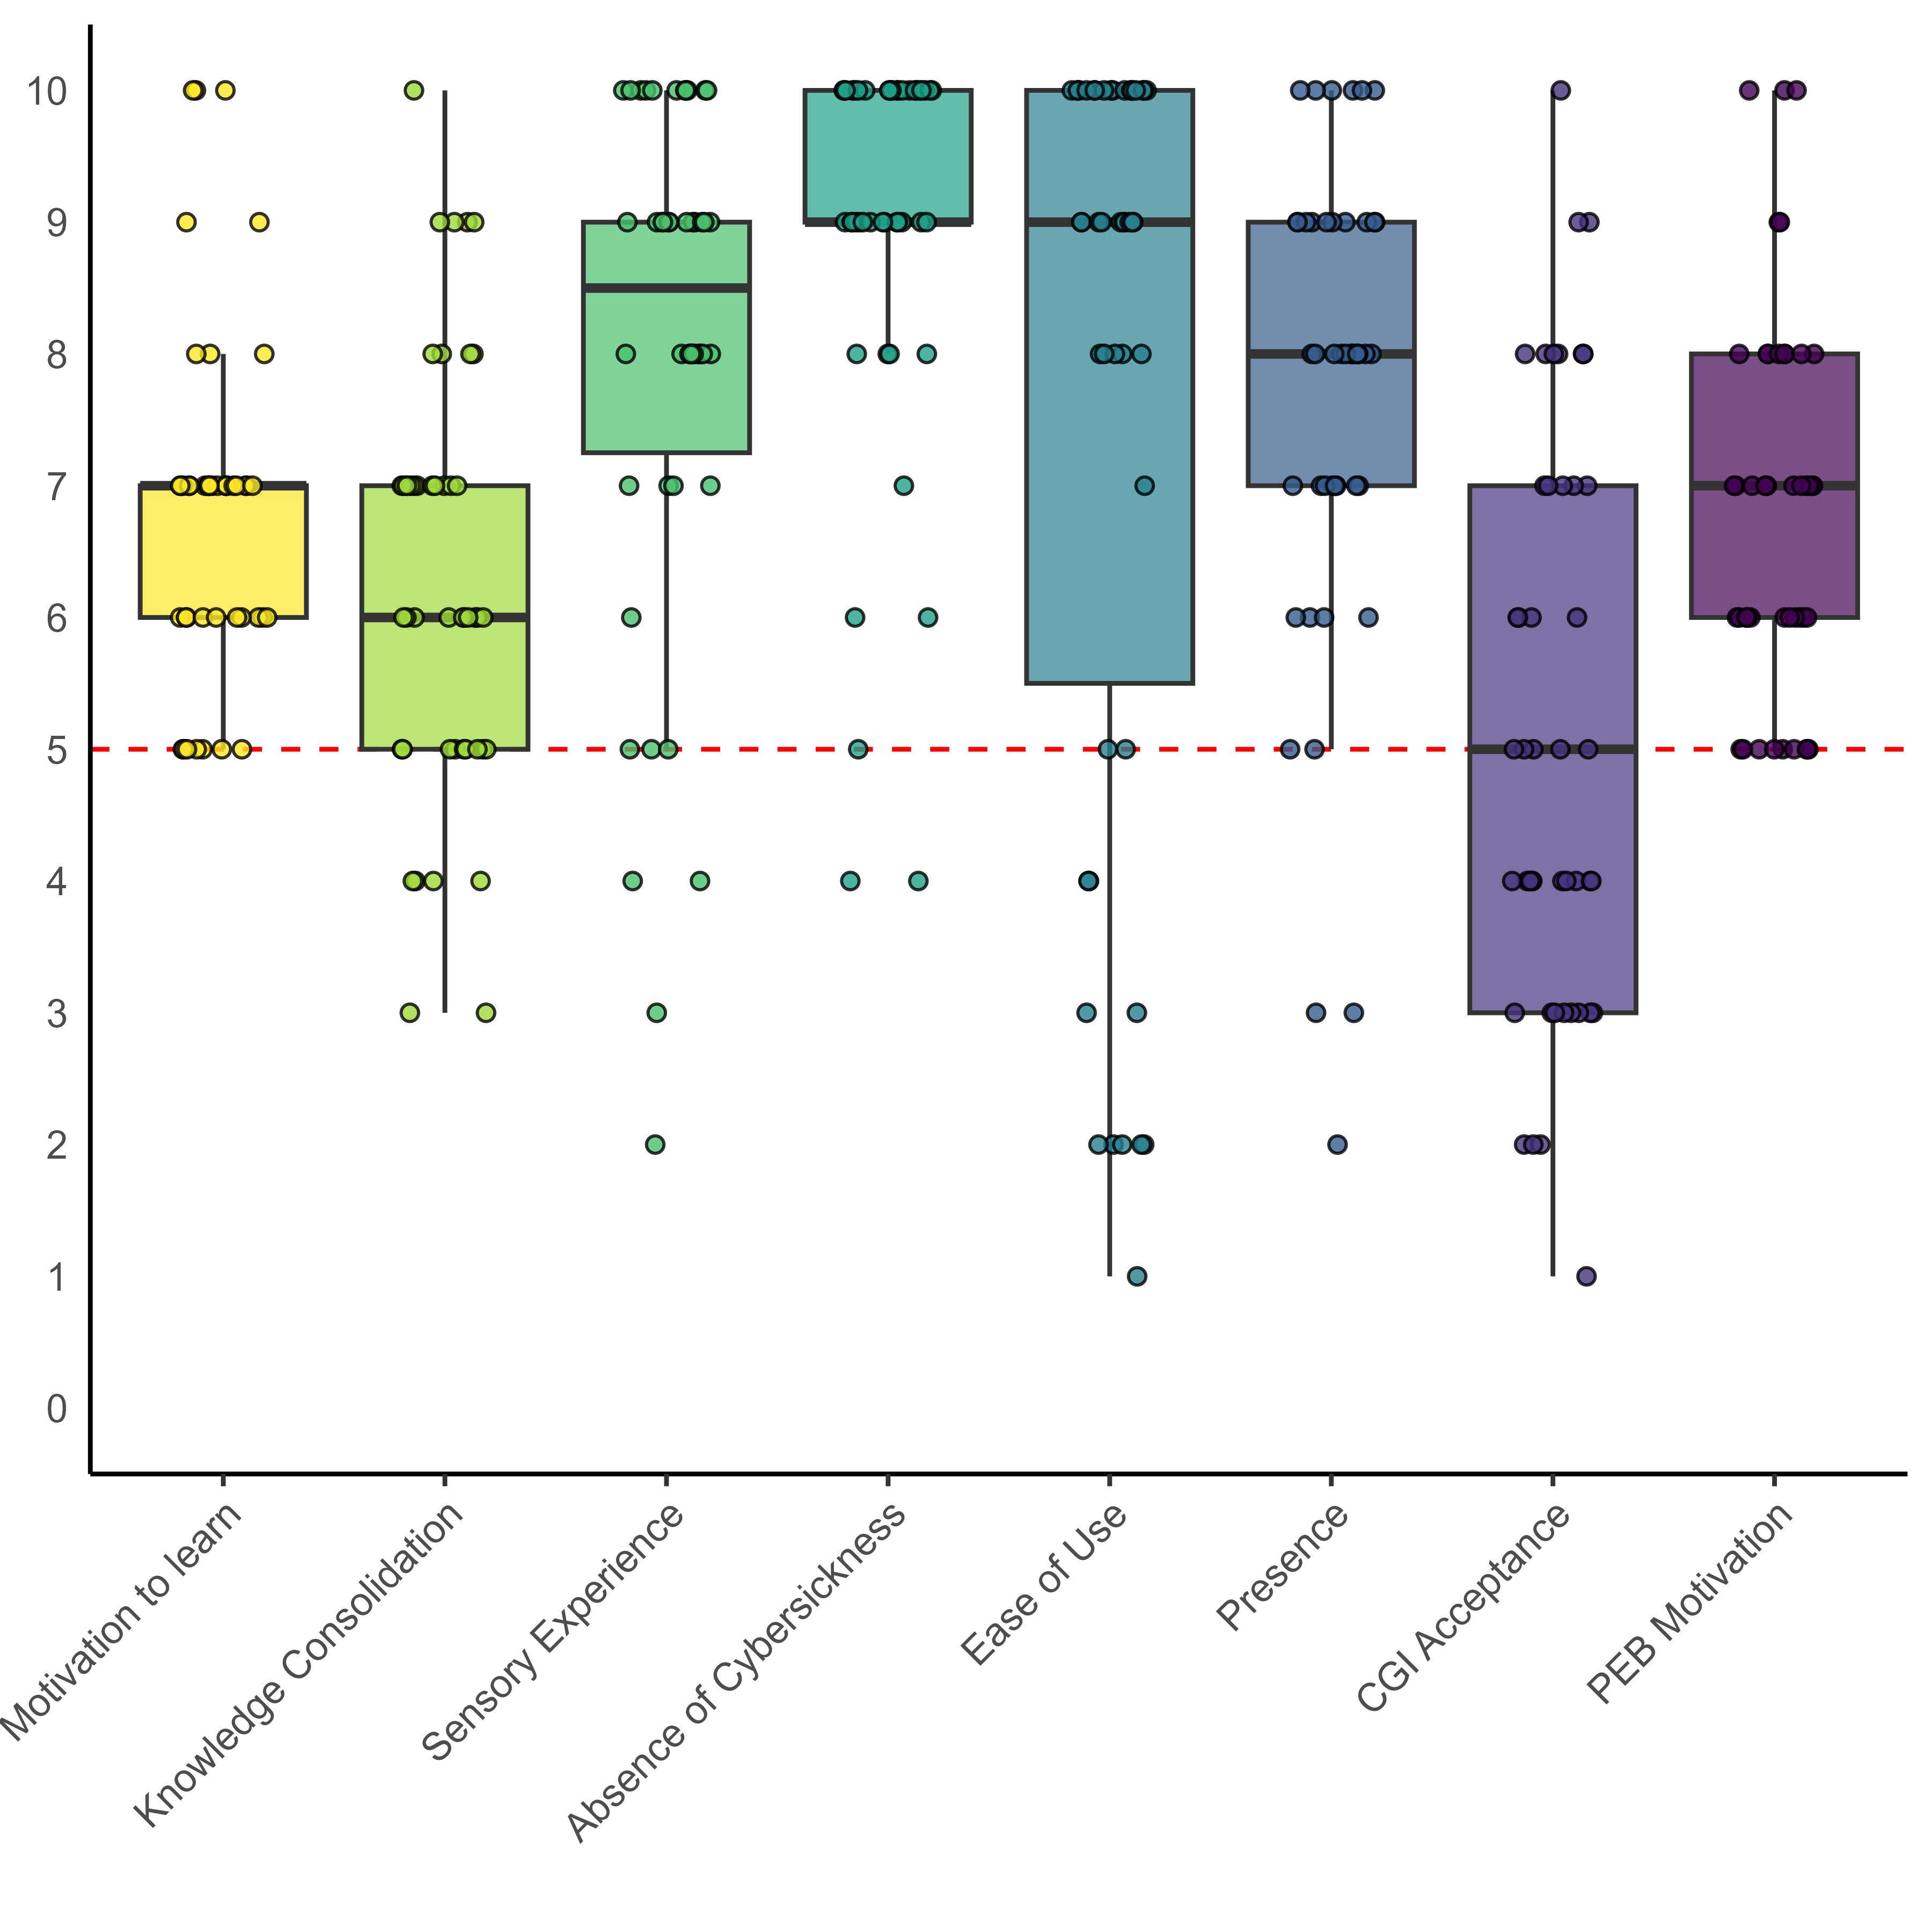 10
9
8
7
6
5
4
3
2
1
0
Motivation to learn
Knowledge Consolidation
Sensory Experience
Absence of Cybersickness
Ease of Use
Presence
CGI Acceptance
PEB Motivation